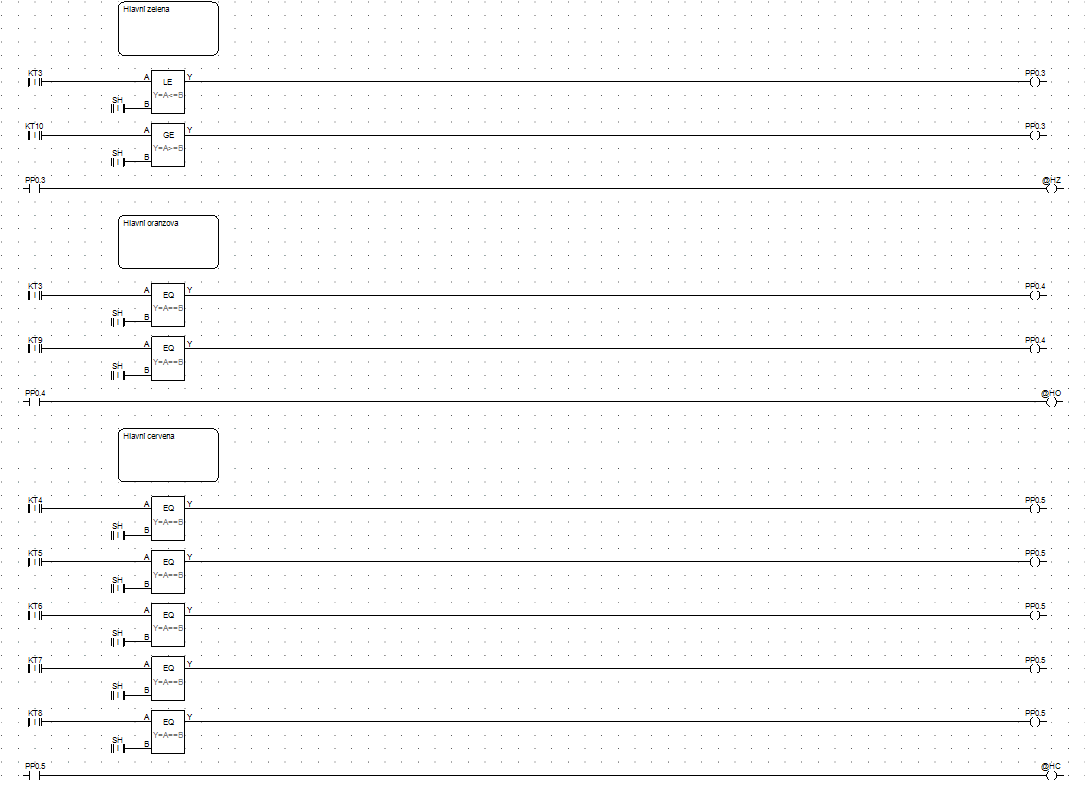 Hlavni zelena
KT3 A LE Y PP0.3
Y=A<=B
SH B
KT10 A GE Y PP0.3
Y=A>=B
SH B
PP0.3 @HZ
Hlavni oranzova
KT3 A EQ Y PP0.4
Y=A==B
SH B
KT9 A EQ Y PP0.4
Y=A==B
SH B
PP0.4 @HO
Hlavni cervena
KT4 A EQ Y PP0.5
Y=A==B
SH B
KT5 A EQ Y PP0.5
Y=A==B
SH B
KT6 A EQ Y PP0.5
Y=A==B
SH B
KT7 A EQ Y PP0.5
Y=A==B
SH B
KT8 A EQ Y PP0.5
Y=A==B
SH B
PP0.5 @HC